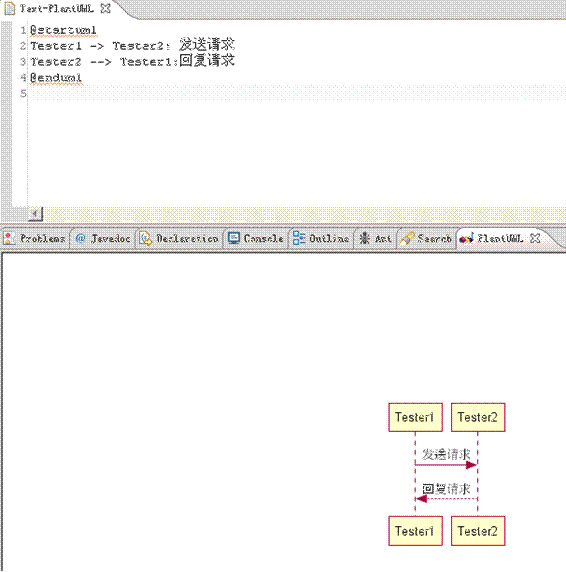 Test-PlantUML
1 @startuml
2 Tester1 -> Tester2: 发送请求
3 Tester2 --> Tester1:回复请求
4 @enduml
5
Problems @ Javadoc Declaration Console Outline Ant Search PlantUML
Tester1 Tester2
发送请求
回复请求
Tester1 Tester2